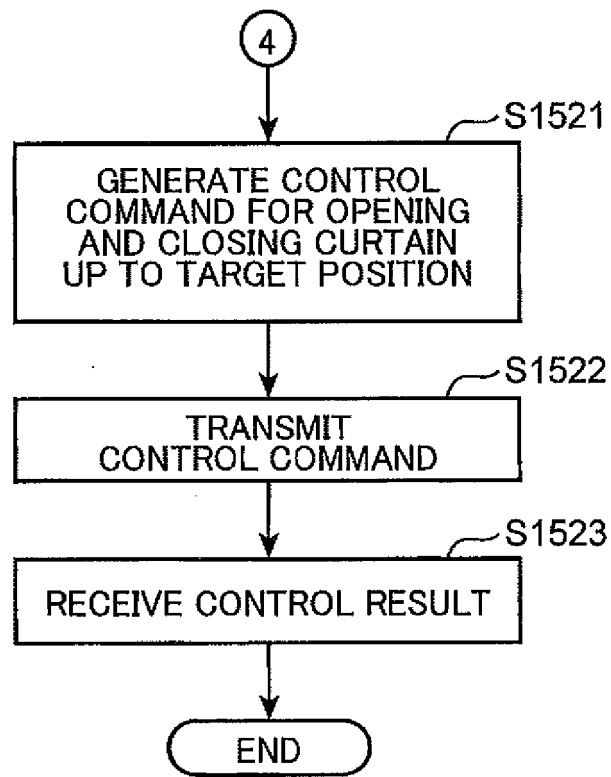 4
S1521
GENERATE CONTROL
COMMAND FOR OPENING
AND CLOSING CURTAIN
UP TO TARGET POSITION
S1522
TRANSMIT
CONTROL COMMAND
S1523
RECEIVE CONTROL RESULT
END